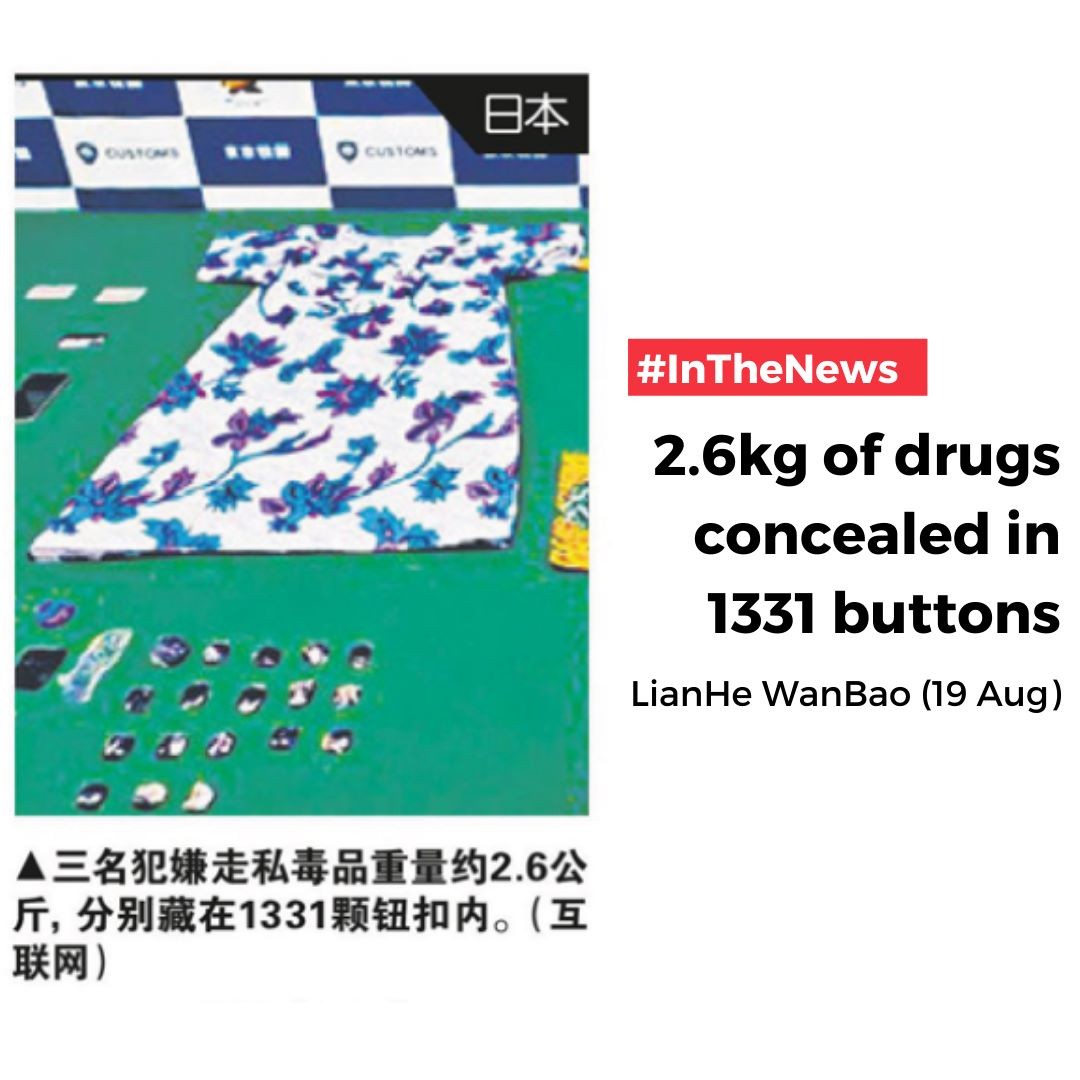 日本
CUSTOMS
CUSTOMS
#InTheNews
2.6kg of drugs
concealed in
1331 buttons
LianHe WanBao (19 Aug)
▲三名犯嫌走私毒品重量约2.6公
斤, 分别藏在1331颗钮扣内。(互
联网)